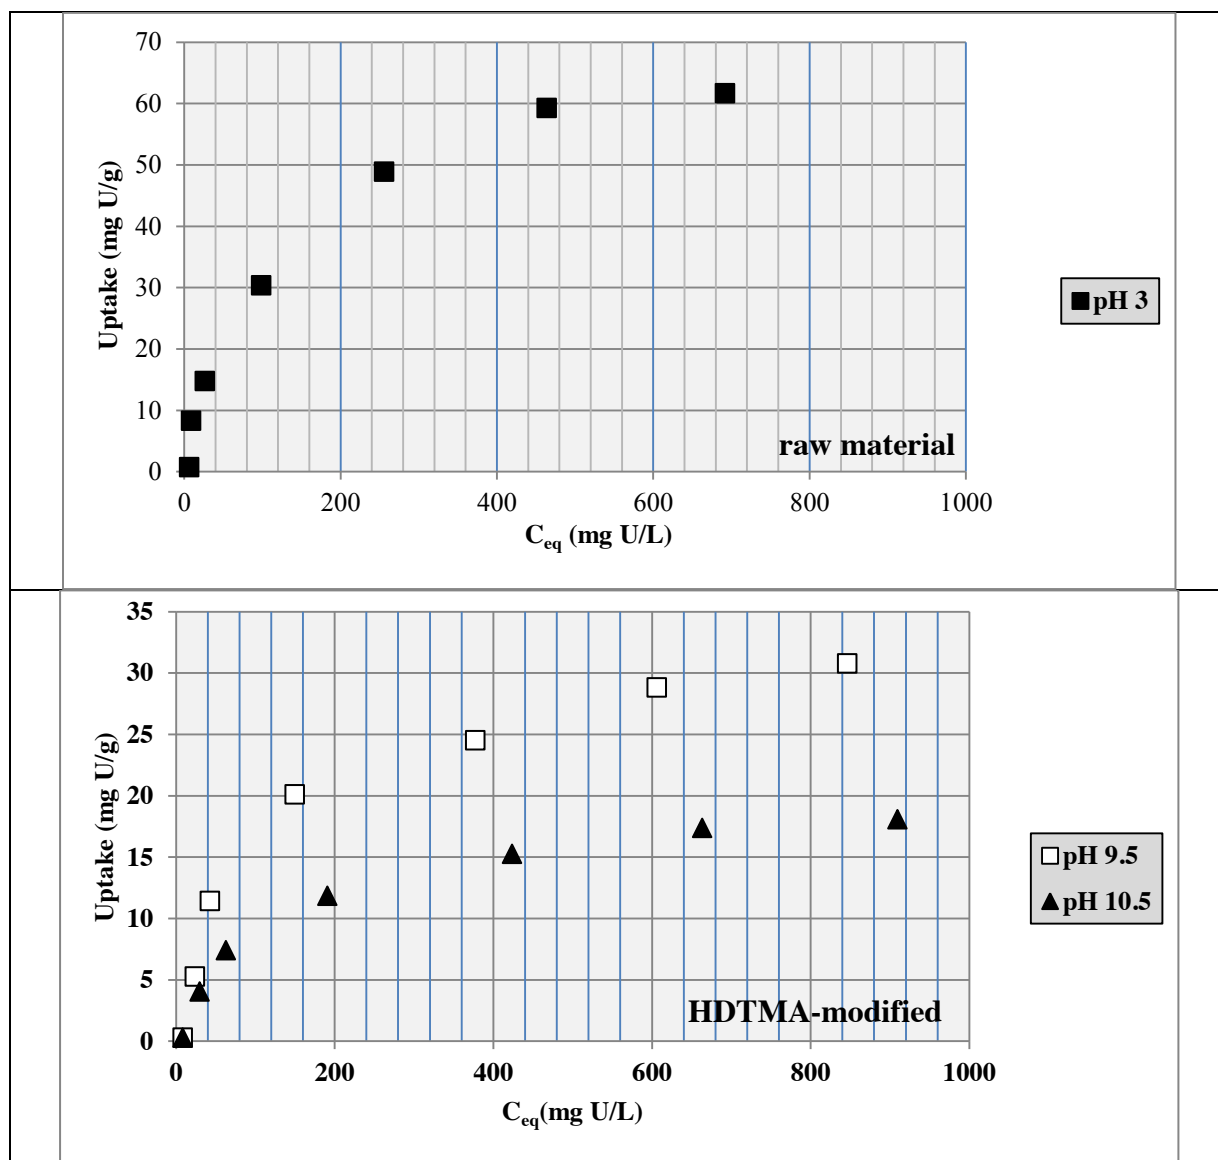 70
60
50
40
30
20
10
0
Uptake (mg U/g)
raw material
0 200 400 600 800 1000
Ceq (mg U/L)
pH 3
35
30
25
20
15
10
5
0
Uptake (mg U/g)
HDTMA-modified
0 200 400 600 800 1000
Ceq(mg U/L)
pH 9.5
pH 10.5